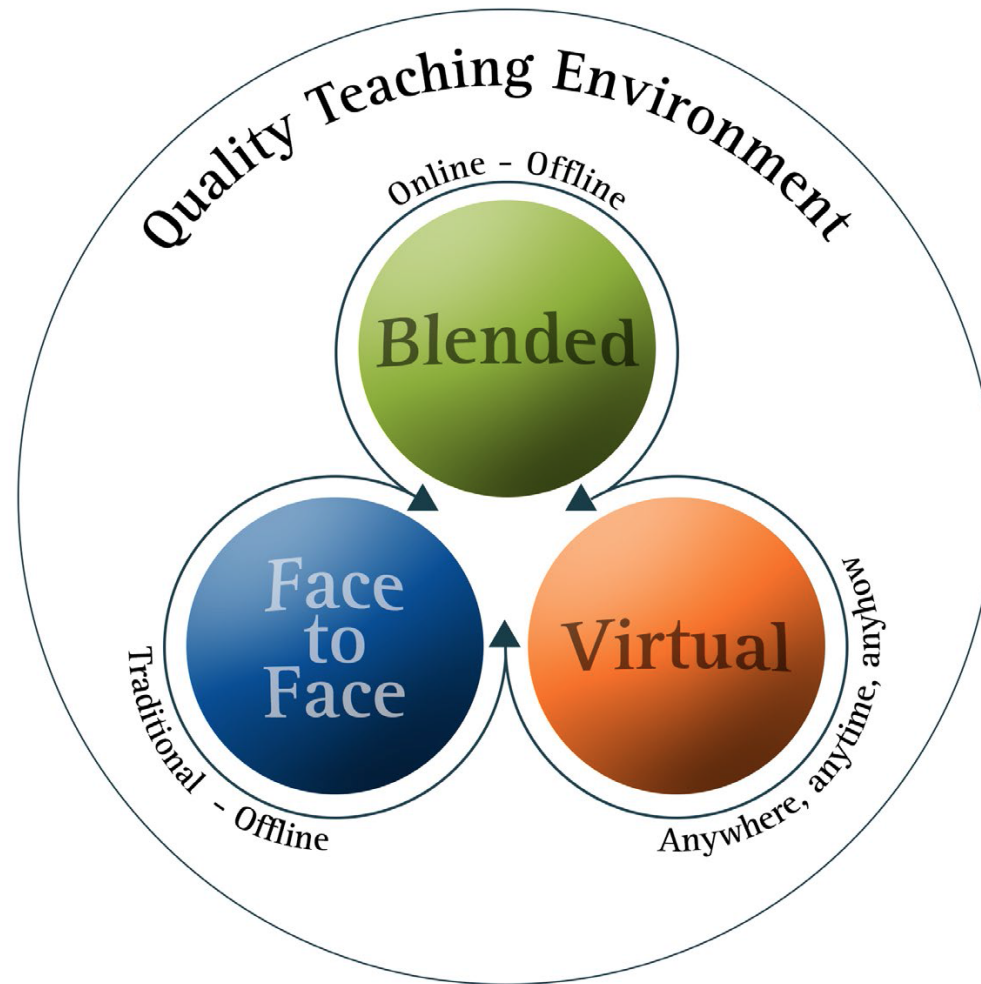 Quality Teaching Environment
Online - Offline
Blended
Face
to
Face
Virtual
Traditional - Offline
Anywhere, anytime, anyhow